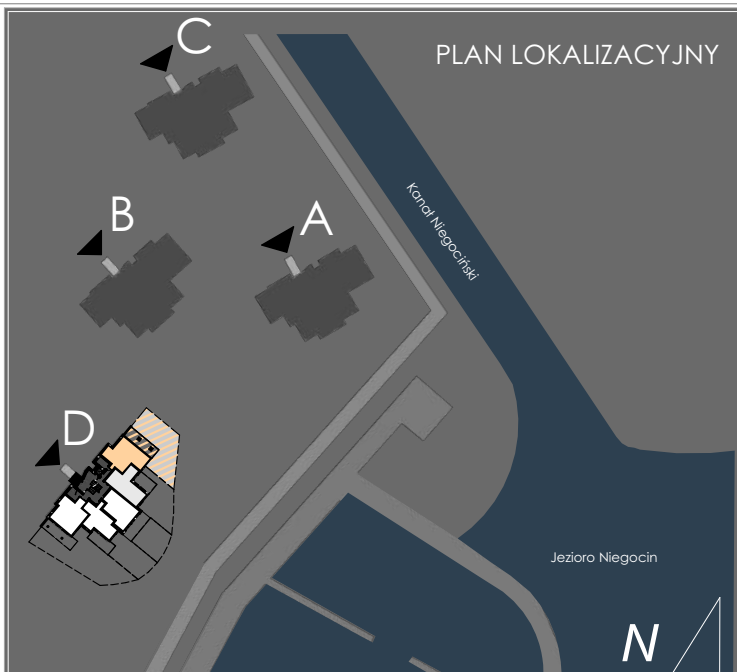 PLAN LOKALIZACYJNY
C
B
A
Kanał Niegociński
D
Jezioro Niegocin
N